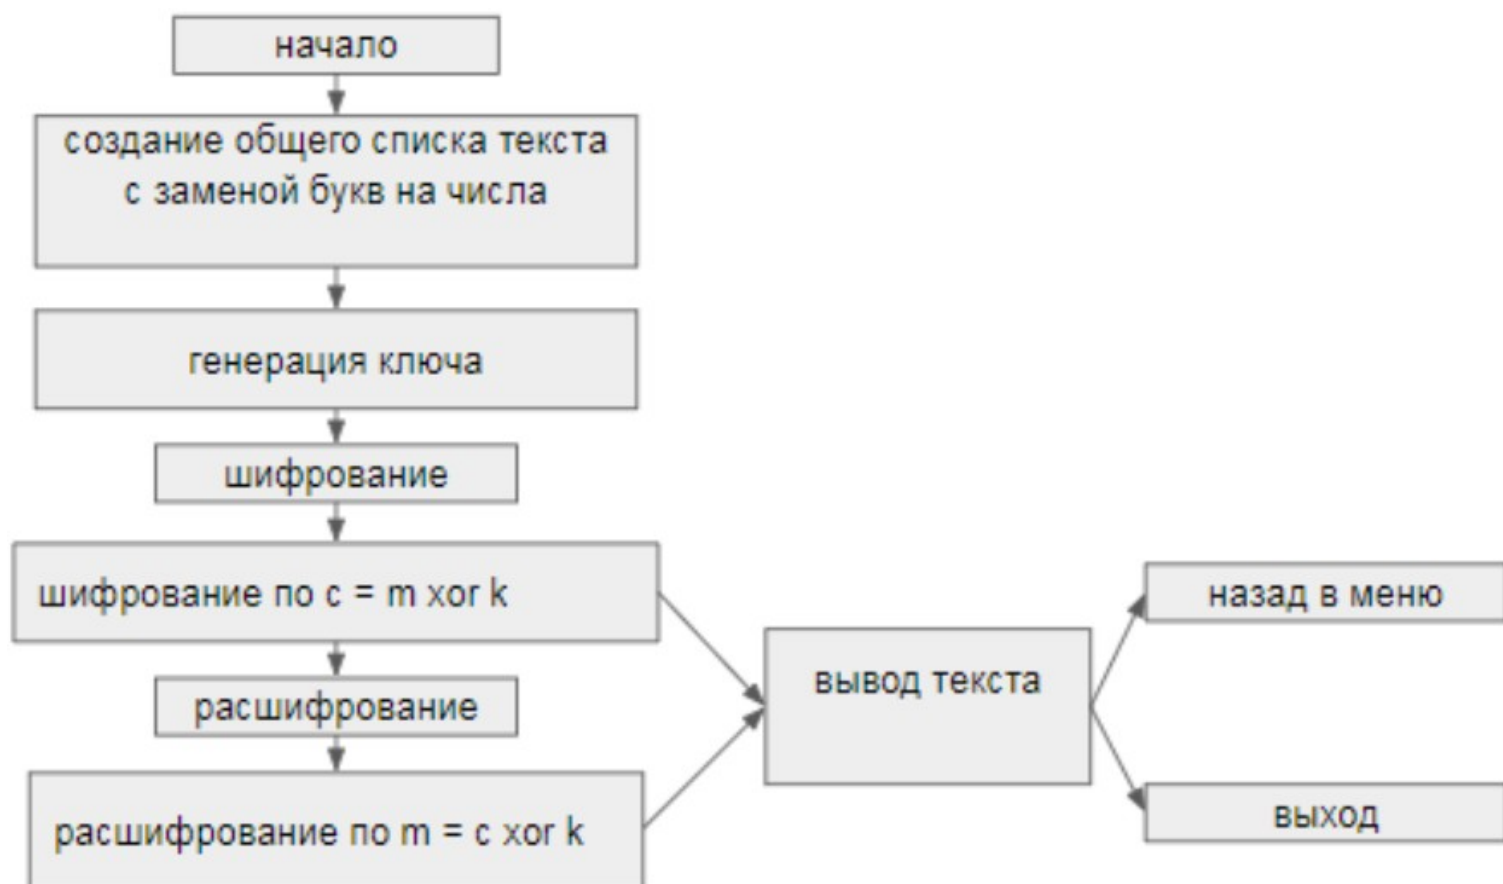 начало
создание общего списка текста
с заменой букв на числа
генерация ключа
шифрование
шифрование по c = m xor k
расшифрование
расшифрование по m = c xor k
вывод текста
назад в меню
выход